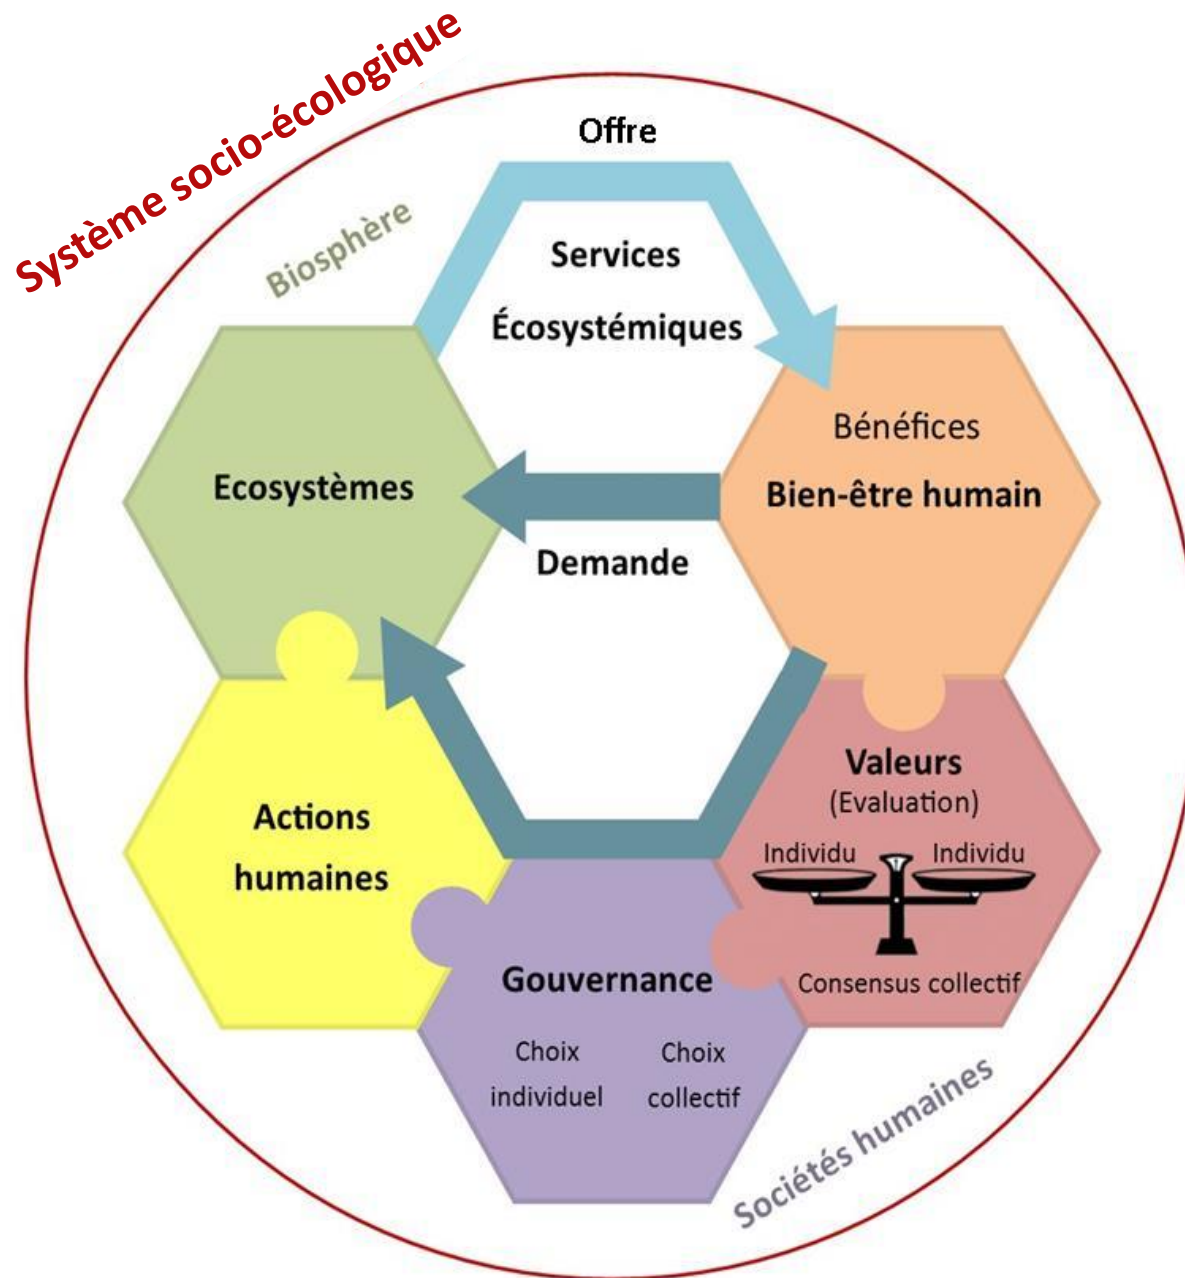 Système socio-écologique
Offre
Biosphère
Services
Écosystémiques
Bénéfices
Bien-être humain
Ecosystèmes
Demande
Valeurs
(Evaluation)
Individu Individu
Consensus collectif
Actions
humaines
Gouvernance
Choix Choix
individuel collectif
Sociétés humaines